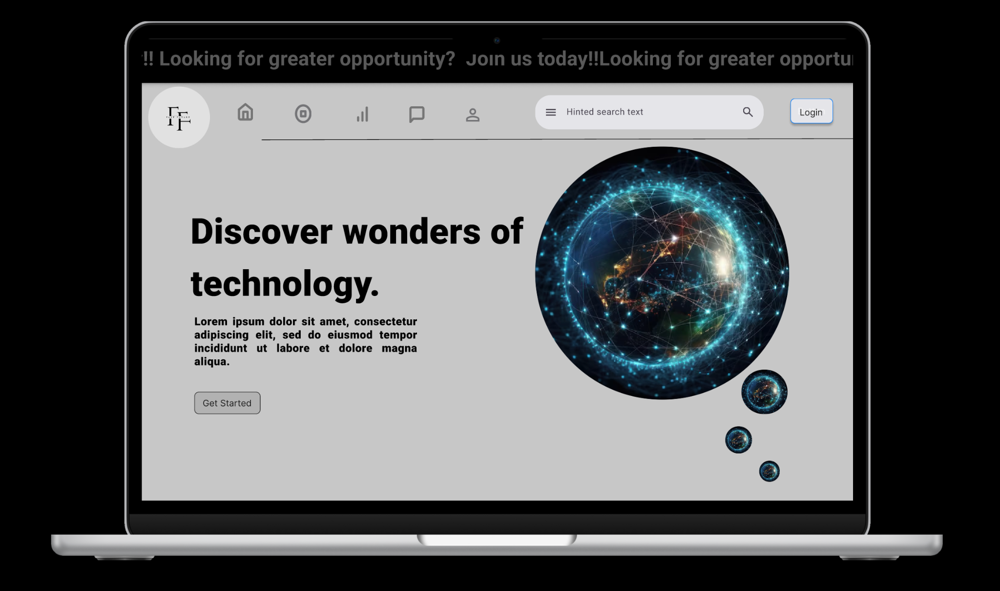 !! Looking for greater opportunity? Join us today!!Looking for greater opportu
FF
FAST FUTURE
Hinted search text
Login
Discover wonders of
technology.
Lorem ipsum dolor sit amet, consectetur
adipiscing elit, sed do eiusmod tempor
incididunt ut labore et dolore magna
aliqua.
Get Started